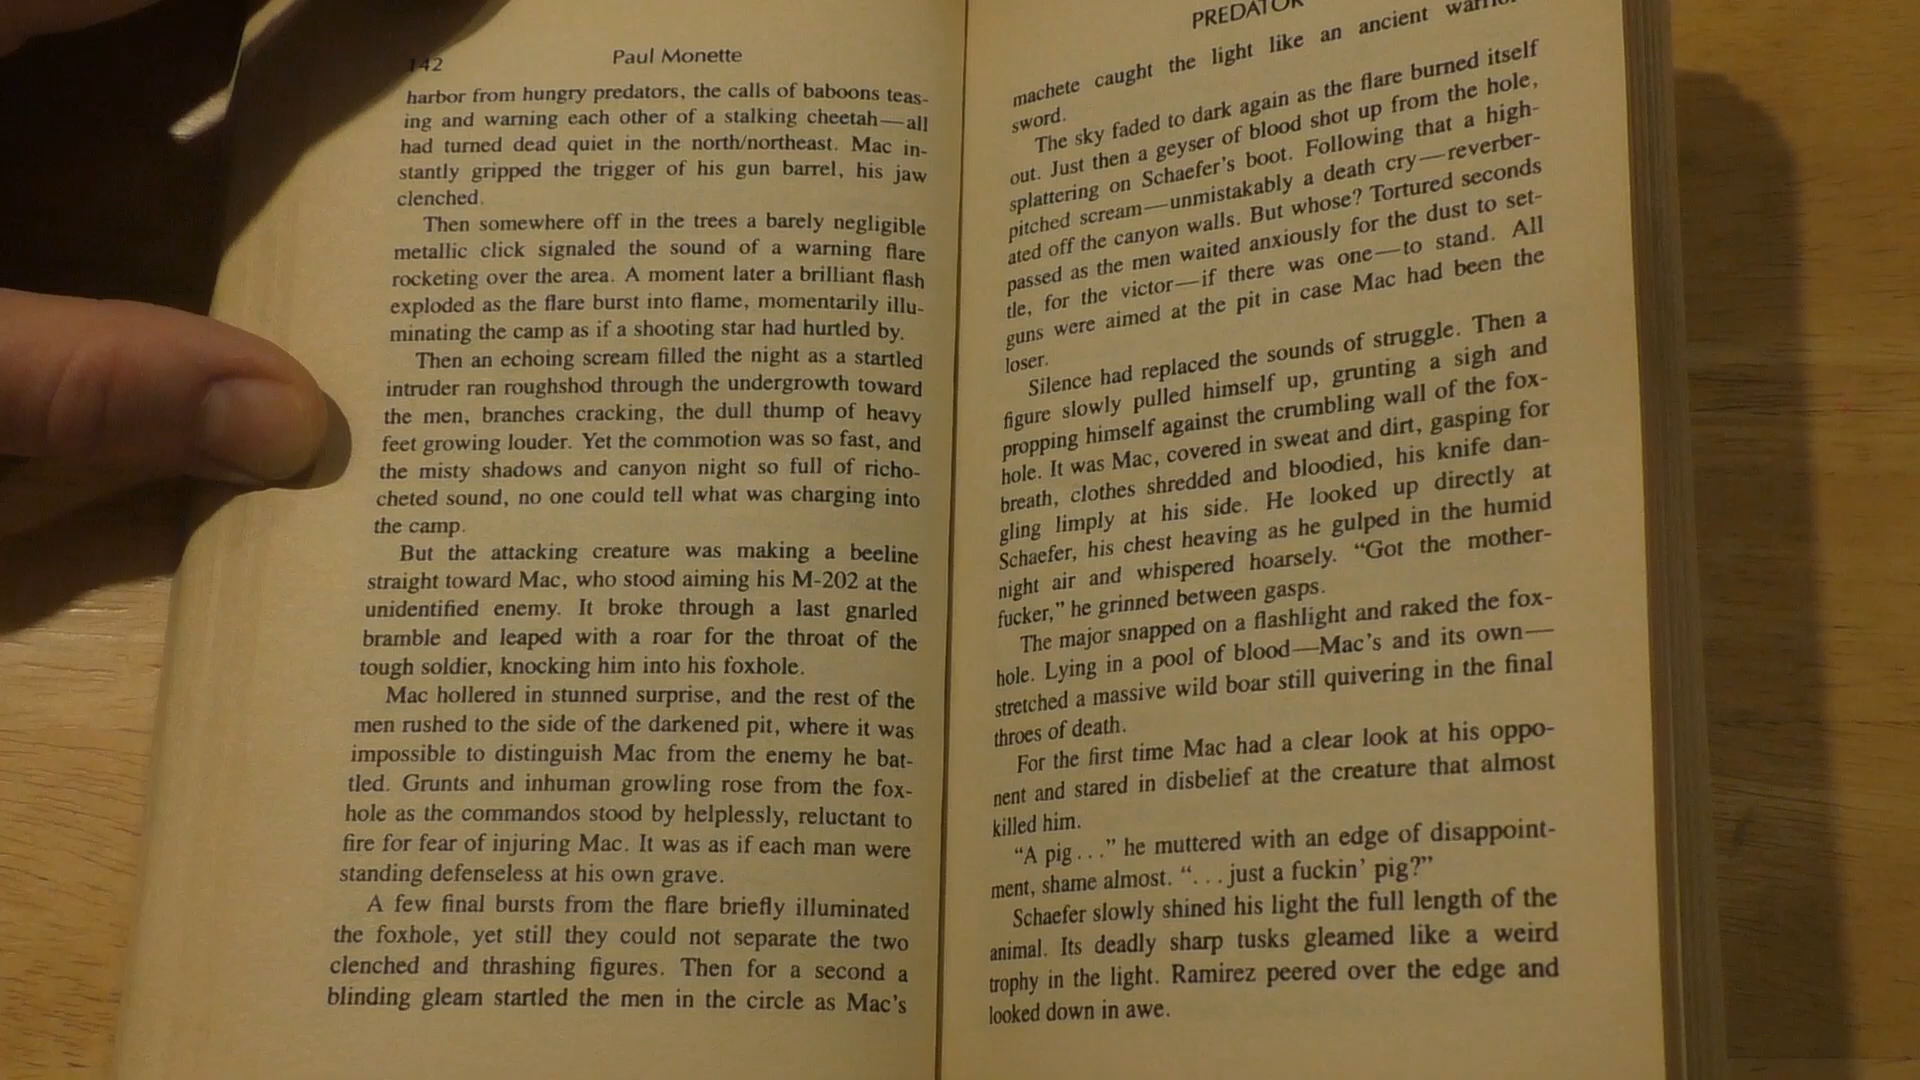 142
Paul Monette
harbor from hungry predators, the calls of baboons teas-
ing and warning each other of a stalking cheetah—all
had turned dead quiet in the north/northeast. Mac in-
stantly gripped the trigger of his gun barrel, his jaw
clenched.
Then somewhere off in the trees a barely negligible
metallic click signaled the sound of a warning flare
rocketing over the area. A moment later a brilliant flash
exploded as the flare burst into flame, momentarily illu-
minating the camp as if a shooting star had hurtled by.
Then an echoing scream filled the night as a startled
intruder ran roughshod through the undergrowth toward
the men, branches cracking, the dull thump of heavy
feet growing louder. Yet the commotion was so fast, and
the misty shadows and canyon night so full of richo-
cheted sound, no one could tell what was charging into
the camp.
But the attacking creature was making a beeline
straight toward Mac, who stood aiming his M-202 at the
unidentified enemy. It broke through a last gnarled
bramble and leaped with a roar for the throat of the
tough soldier, knocking him into his foxhole.
Mac hollered in stunned surprise, and the rest of the
men rushed to the side of the darkened pit, where it was
impossible to distinguish Mac from the enemy he bat-
tled. Grunts and inhuman growling rose from the fox-
hole as the commandos stood by helplessly, reluctant to
fire for fear of injuring Mac. It was as if each man were
standing defenseless at his own grave.
A few final bursts from the flare briefly illuminated
the foxhole, yet still they could not separate the two
clenched and thrashing figures. Then for a second a
blinding gleam startled the men in the circle as Mac's
PREDATOR
machete caught the light like an ancient warrior
sword.
The sky faded to dark again as the flare burned itself
out. Just then a geyser of blood shot up from the hole,
splattering on Schaefer's boot. Following that a high-
pitched scream—unmistakably a death cry—reverber-
ated off the canyon walls. But whose? Tortured seconds
passed as the men waited anxiously for the dust to set-
tle, for the victor—if there was one—to stand. All
guns were aimed at the pit in case Mac had been the
loser.
Silence had replaced the sounds of struggle. Then a
figure slowly pulled himself up, grunting a sigh and
propping himself against the crumbling wall of the fox-
hole. It was Mac, covered in sweat and dirt, gasping for
breath, clothes shredded and bloodied, his knife dan-
gling limply at his side. He looked up directly at
Schaefer, his chest heaving as he gulped in the humid
night air and whispered hoarsely. “Got the mother-
fucker,” he grinned between gasps.
The major snapped on a flashlight and raked the fox-
hole. Lying in a pool of blood—Mac's and its own—
stretched a massive wild boar still quivering in the final
throes of death.
For the first time Mac had a clear look at his oppo-
nent and stared in disbelief at the creature that almost
killed him.
“A pig . . .” he muttered with an edge of disappoint-
ment, shame almost. “. . . just a fuckin' pig?”
Schaefer slowly shined his light the full length of the
animal. Its deadly sharp tusks gleamed like a weird
trophy in the light. Ramirez peered over the edge and
looked down in awe.